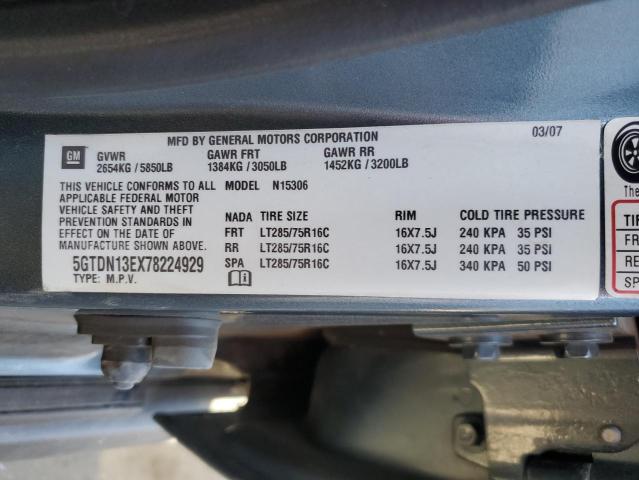 MFD BY GENERAL MOTORS CORPORATION 03/07
GM
GVWR GAWR FRT GAWR RR
2654KG / 5850LB 1384KG / 3050LB 1452KG / 3200LB
THIS VEHICLE CONFORMS TO ALL MODEL N15306
APPLICABLE FEDERAL MOTOR
VEHICLE SAFETY AND THEFT
PREVENTION STANDARDS IN
EFFECT ON THE DATE OF
MANUFACTURE SHOWN ABOVE.
5GTDN13EX78224929
TYPE: M.P.V.
NADA TIRE SIZE RIM COLD TIRE PRESSURE
FRT LT285/75R16C 16X7.5J 240 KPA 35 PSI
RR LT285/75R16C 16X7.5J 240 KPA 35 PSI
SPA LT285/75R16C 16X7.5J 340 KPA 50 PSI
The
TI
FR
RE
SP